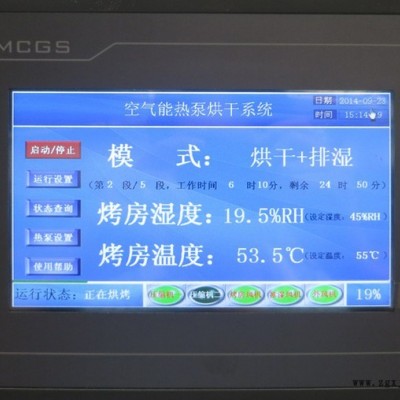 MCGS
空气能热泵烘干系统
日期 2014-09-23
时间 15:14
启动/停止
模 式： 烘干+排湿
运行设置
(第 2 段/ 5 段，工作时间 6 时10分，剩余 24 时 50分)
状态查询
烤房湿度：19.5%RH (设定湿度：45%RH)
热泵设置
烤房温度：53.5℃ (设定温度：55℃)
使用帮助
运行状态： 正在烘烤 压缩机二 19%